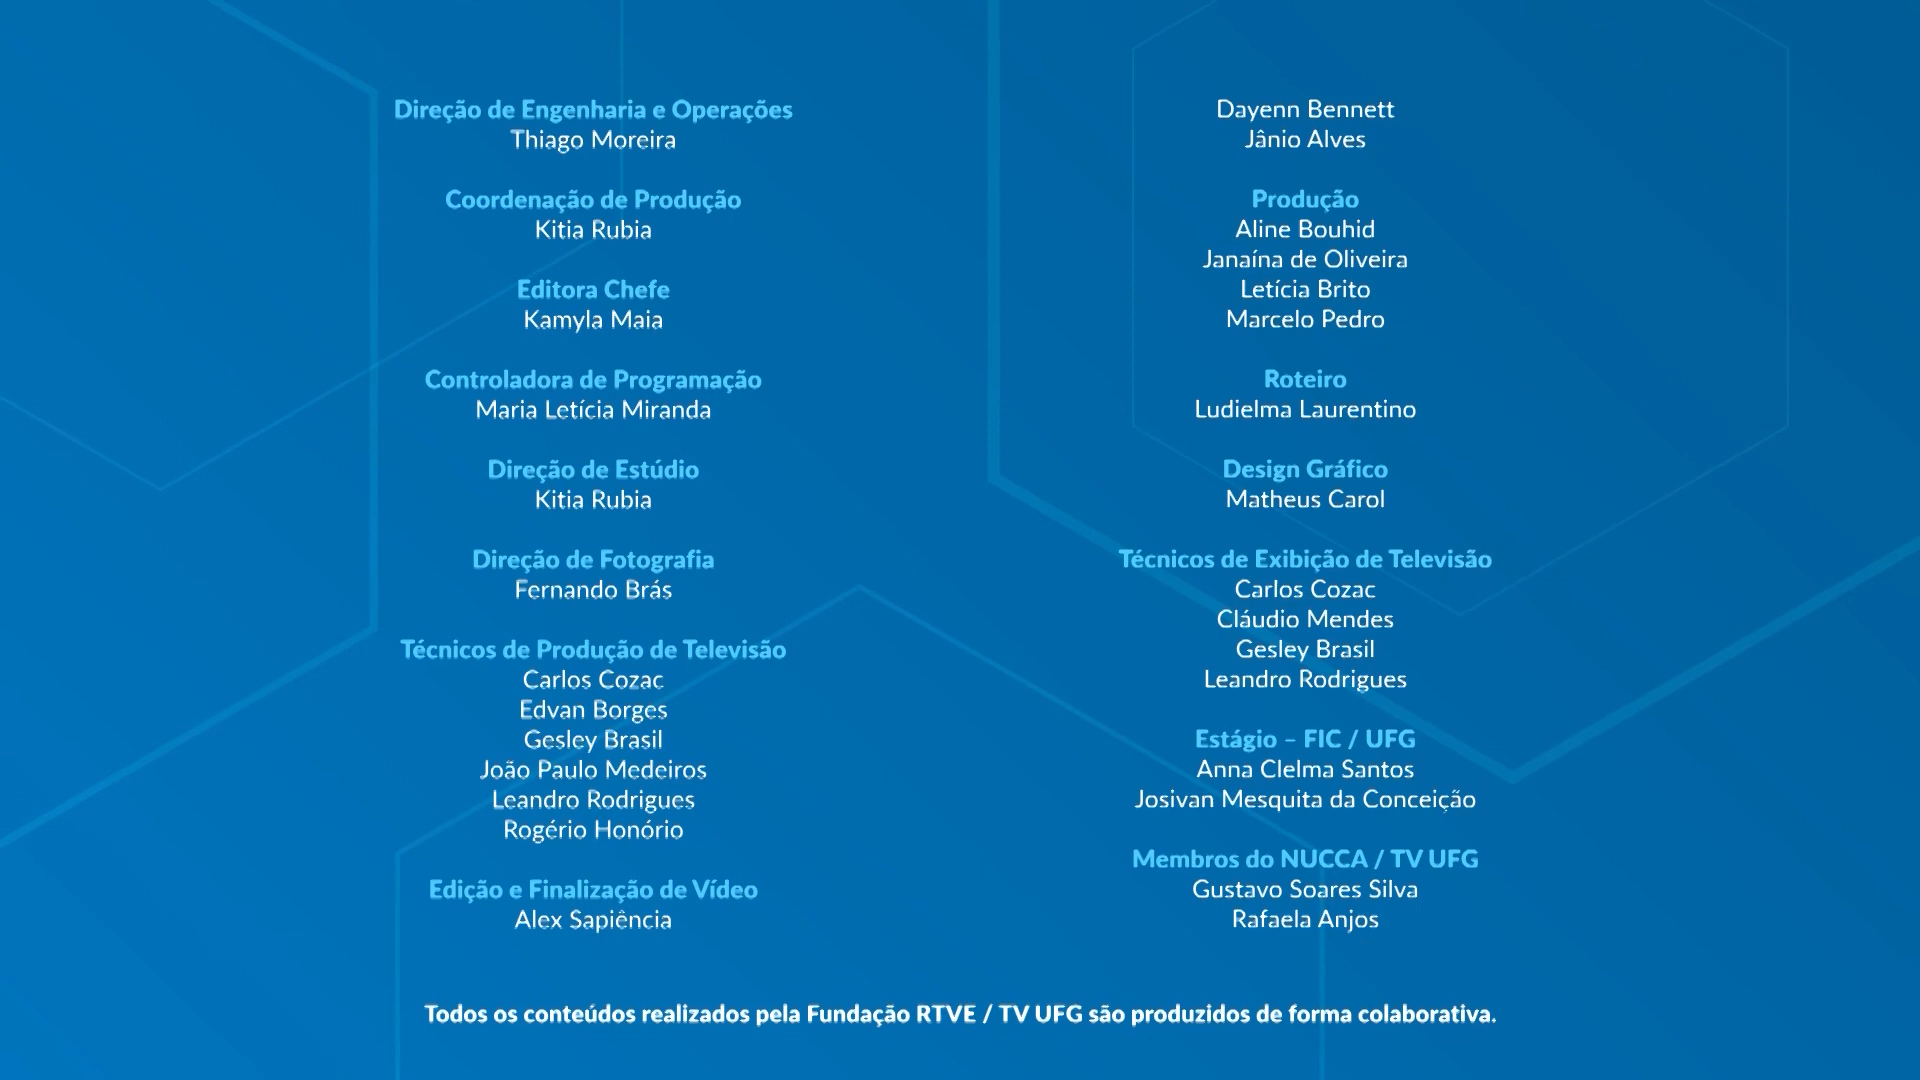 Direção de Engenharia e Operações
Thiago Moreira
Coordenação de Produção
Kitia Rubia
Editora Chefe
Kamyla Maia
Controladora de Programação
Maria Letícia Miranda
Direção de Estúdio
Kitia Rubia
Direção de Fotografia
Fernando Brás
Técnicos de Produção de Televisão
Carlos Cozac
Edvan Borges
Gesley Brasil
João Paulo Medeiros
Leandro Rodrigues
Rogério Honório
Edição e Finalização de Vídeo
Alex Sapiência
Dayenn Bennett
Jânio Alves
Produção
Aline Bouhid
Janaína de Oliveira
Letícia Brito
Marcelo Pedro
Roteiro
Ludielma Laurentino
Design Gráfico
Matheus Carol
Técnicos de Exibição de Televisão
Carlos Cozac
Cláudio Mendes
Gesley Brasil
Leandro Rodrigues
Estágio – FIC / UFG
Anna Clelma Santos
Josivan Mesquita da Conceição
Membros do NUCCA / TV UFG
Gustavo Soares Silva
Rafaela Anjos
Todos os conteúdos realizados pela Fundação RTVE / TV UFG são produzidos de forma colaborativa.